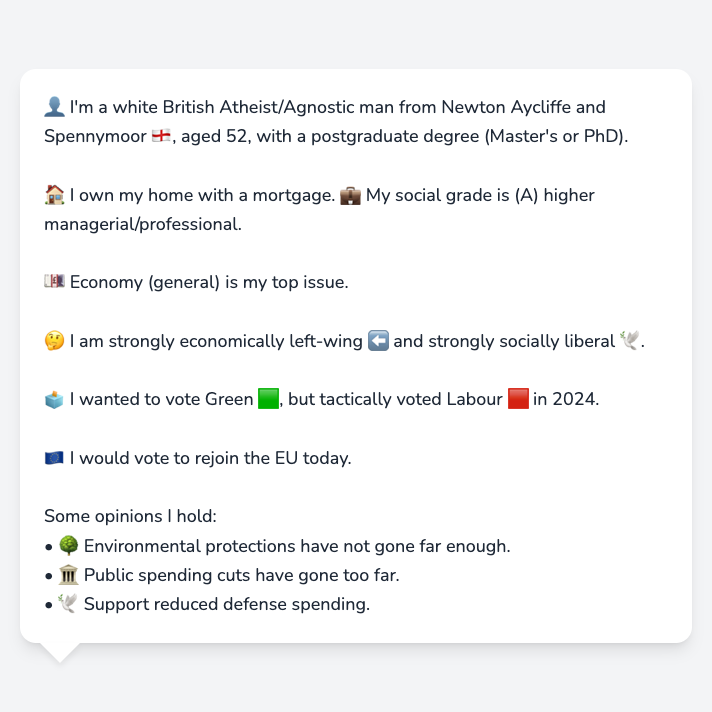 👤 I'm a white British Atheist/Agnostic man from Newton Aycliffe and
Spennymoor 🏴󠁧󠁢󠁥󠁮󠁧󠁿, aged 52, with a postgraduate degree (Master's or PhD).
🏠 I own my home with a mortgage. 💼 My social grade is (A) higher
managerial/professional.
💷 Economy (general) is my top issue.
🤔 I am strongly economically left-wing ⬅️ and strongly socially liberal 🕊️.
🗳️ I wanted to vote Green 🟩, but tactically voted Labour 🟥 in 2024.
🇪🇺 I would vote to rejoin the EU today.
Some opinions I hold:
• 🌳 Environmental protections have not gone far enough.
• 🏛️ Public spending cuts have gone too far.
• 🕊️ Support reduced defense spending.